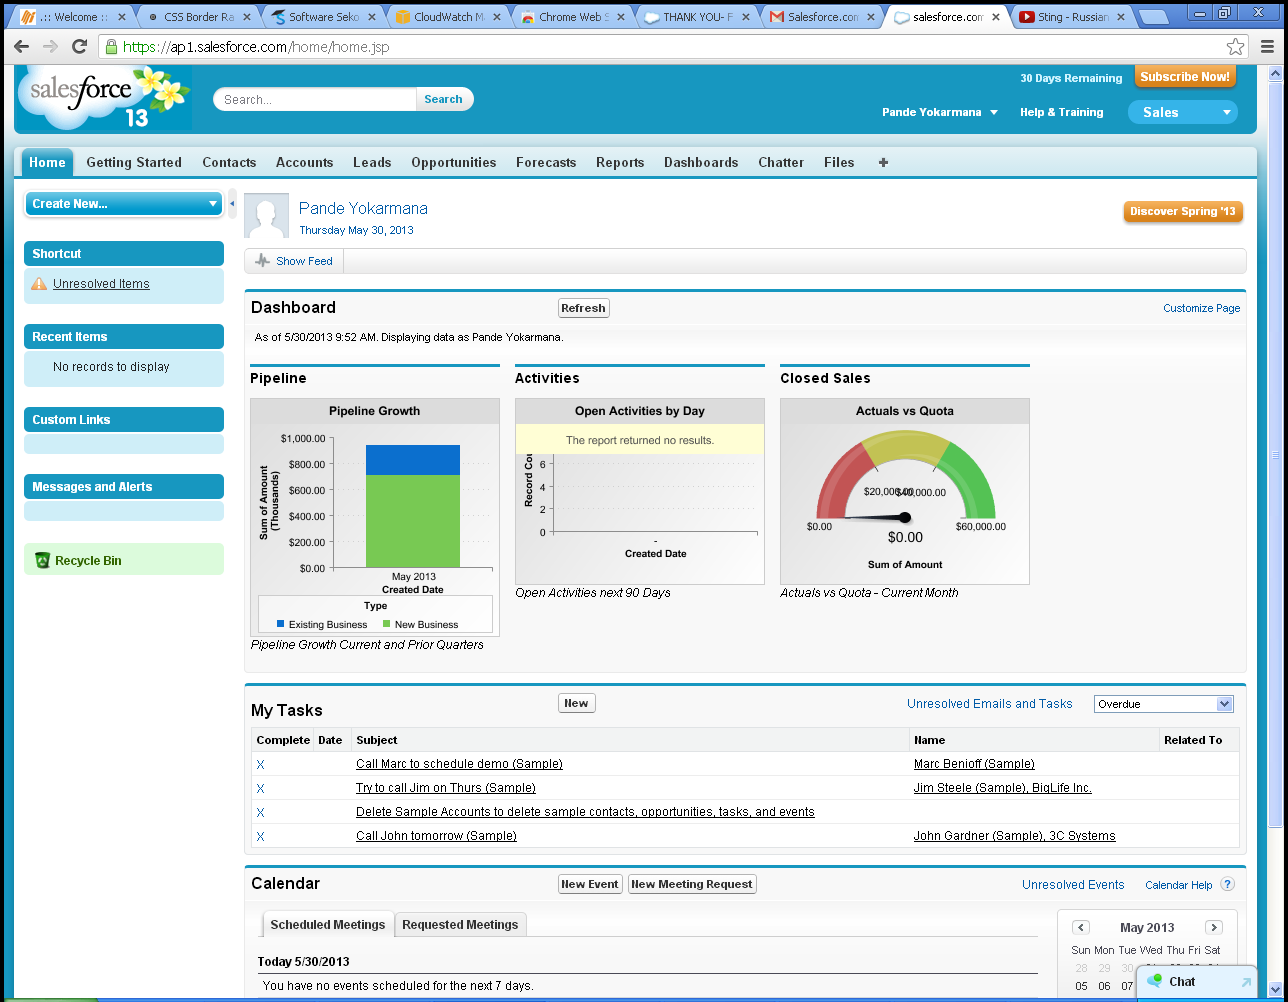 .:: Welcome ::
CSS Border Ra
Software Seko
CloudWatch M
Chrome Web S
THANK YOU- F
Salesforce.con
salesforce.com
Sting - Russian
https://ap1.salesforce.com/home/home.jsp
salesforce
13
Search...
Search
30 Days Remaining
Subscribe Now!
Pande Yokarmana
Help & Training
Sales
Home
Getting Started
Contacts
Accounts
Leads
Opportunities
Forecasts
Reports
Dashboards
Chatter
Files
+
Create New...
Shortcut
Unresolved Items
Recent Items
No records to display
Custom Links
Messages and Alerts
Recycle Bin
Pande Yokarmana
Thursday May 30, 2013
Discover Spring '13
Show Feed
Dashboard
Refresh
Customize Page
As of 5/30/2013 9:52 AM. Displaying data as Pande Yokarmana.
Pipeline
Pipeline Growth
Sum of Amount
(Thousands)
$1,000.00
$800.00
$600.00
$400.00
$200.00
$0.00
May 2013
Created Date
Type
Existing Business
New Business
Pipeline Growth Current and Prior Quarters
Activities
Open Activities by Day
The report returned no results.
Record Cou
6
4
2
0
-
Created Date
Open Activities next 90 Days
Closed Sales
Actuals vs Quota
$20,000.00
$40,000.00
$0.00
$60,000.00
$0.00
Sum of Amount
Actuals vs Quota - Current Month
My Tasks
New
Unresolved Emails and Tasks
Overdue
Complete Date Subject Name Related To
X Call Marc to schedule demo (Sample) Marc Benioff (Sample)
X Try to call Jim on Thurs (Sample) Jim Steele (Sample), BigLife Inc.
X Delete Sample Accounts to delete sample contacts, opportunities, tasks, and events
X Call John tomorrow (Sample) John Gardner (Sample), 3C Systems
Calendar
New Event
New Meeting Request
Unresolved Events
Calendar Help ?
Scheduled Meetings
Requested Meetings
Today 5/30/2013
You have no events scheduled for the next 7 days.
May 2013
Sun Mon Tue Wed Thu Fri Sat
28 29 30
05 06 07
Chat